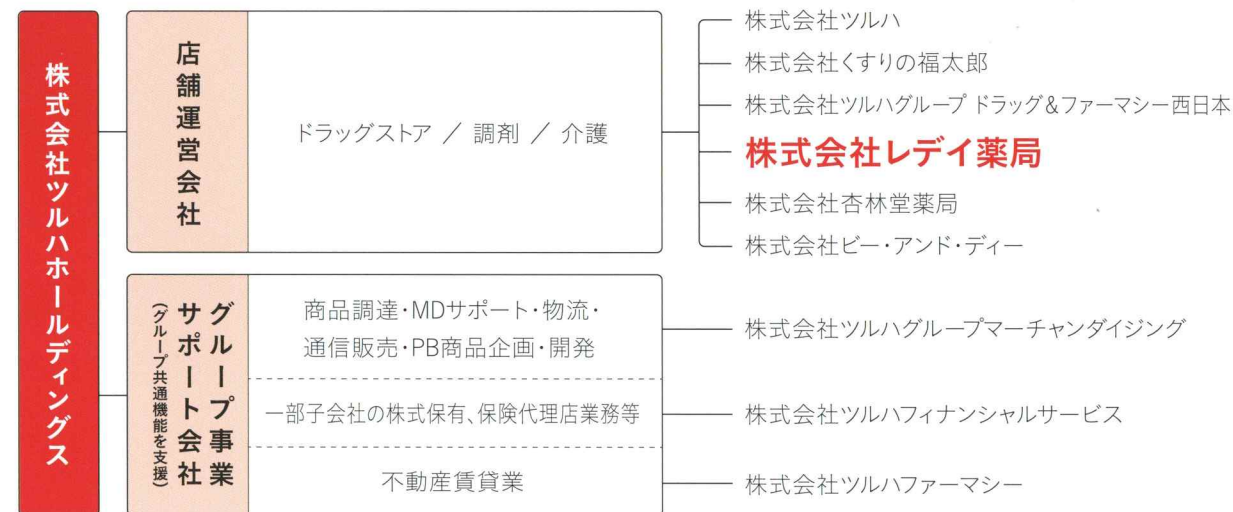 株式会社ツルハホールディングス
店舗運営会社
ドラッグストア / 調剤 / 介護
株式会社ツルハ
株式会社くすりの福太郎
株式会社ツルハグループ ドラッグ&ファーマシー西日本
株式会社レデイ薬局
株式会社杏林堂薬局
株式会社ビー・アンド・ディー
グループ事業
サポート会社
(グループ共通機能を支援)
商品調達・MDサポート・物流・
通信販売・PB商品企画・開発
株式会社ツルハグループマーチャンダイジング
一部子会社の株式保有、保険代理店業務等
株式会社ツルハフィナンシャルサービス
不動産賃貸業
株式会社ツルハファーマシー